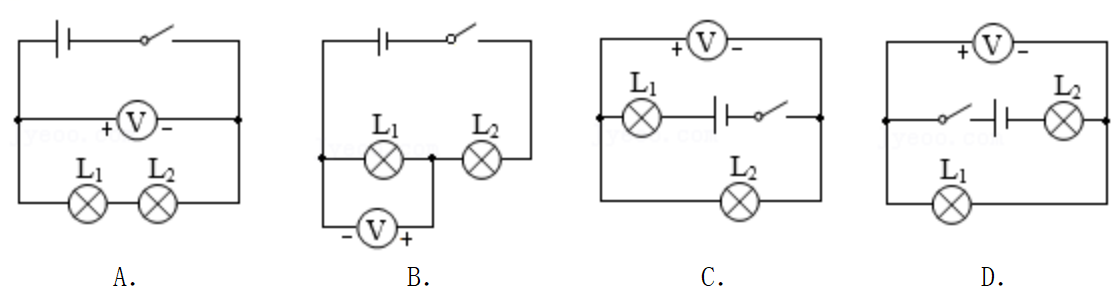 + V -
L₁ L₂
A.
L₁ L₂
- V +
B.
+ V -
L₁
L₂
C.
+ V -
L₂
L₁
D.